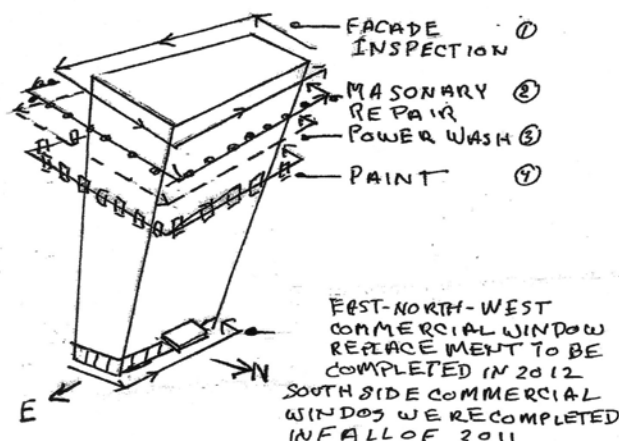 FACADE ①
INSPECTION
MASONARY ②
REPAIR
POWER WASH ③
PAINT ④
EAST-NORTH-WEST
COMMERCIAL WINDOW
REPLACEMENT TO BE
COMPLETED IN 2012
SOUTH SIDE COMMERCIAL
WINDOS WERE COMPLETED
IN FALL OF 2011
N
E